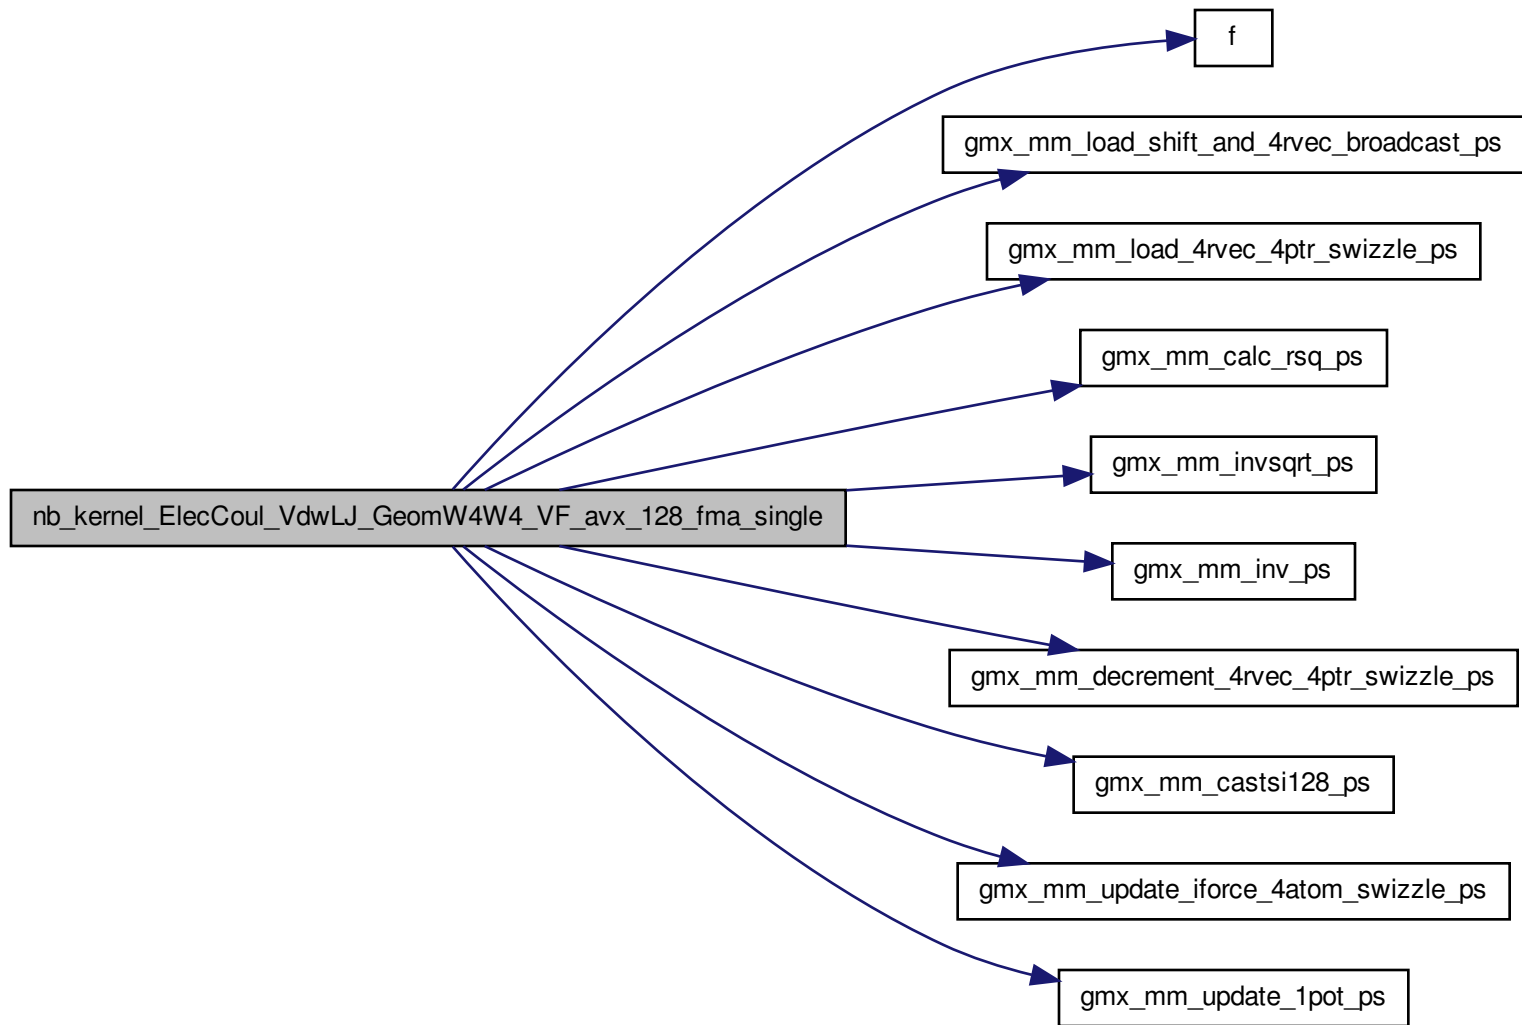 f
gmx_mm_load_shift_and_4rvec_broadcast_ps
gmx_mm_load_4rvec_4ptr_swizzle_ps
gmx_mm_calc_rsq_ps
gmx_mm_invsqrt_ps
nb_kernel_ElecCoul_VdwLJ_GeomW4W4_VF_avx_128_fma_single
gmx_mm_inv_ps
gmx_mm_decrement_4rvec_4ptr_swizzle_ps
gmx_mm_castsi128_ps
gmx_mm_update_iforce_4atom_swizzle_ps
gmx_mm_update_1pot_ps